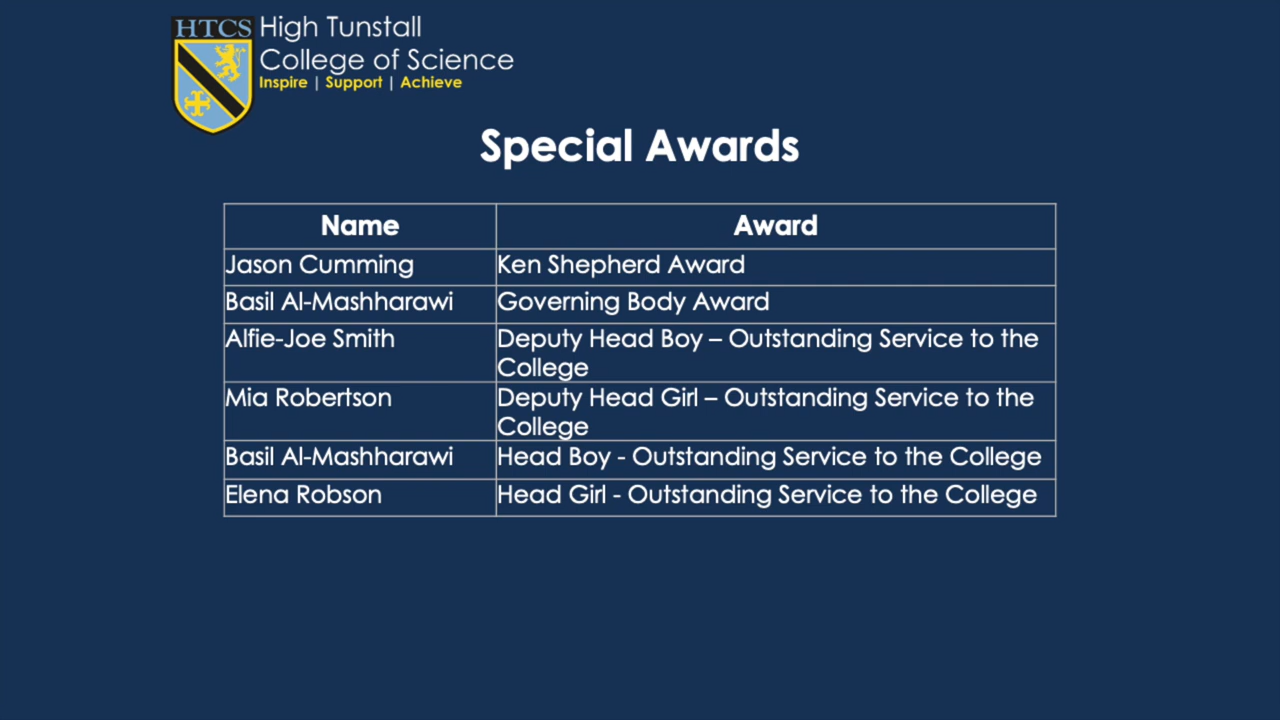 HTCS
High Tunstall
College of Science
Inspire | Support | Achieve
Special Awards
Name Award
Jason Cumming Ken Shepherd Award
Basil Al-Mashharawi Governing Body Award
Alfie-Joe Smith Deputy Head Boy – Outstanding Service to the
College
Mia Robertson Deputy Head Girl – Outstanding Service to the
College
Basil Al-Mashharawi Head Boy - Outstanding Service to the College
Elena Robson Head Girl - Outstanding Service to the College